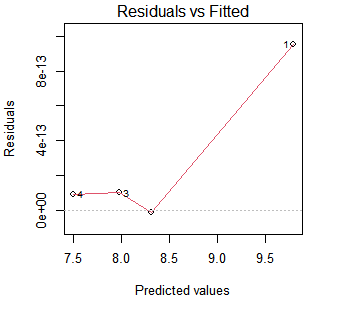 Residuals vs Fitted
Residuals
8e-13
4e-13
0e+00
1
4
3
7.5 8.0 8.5 9.0 9.5
Predicted values